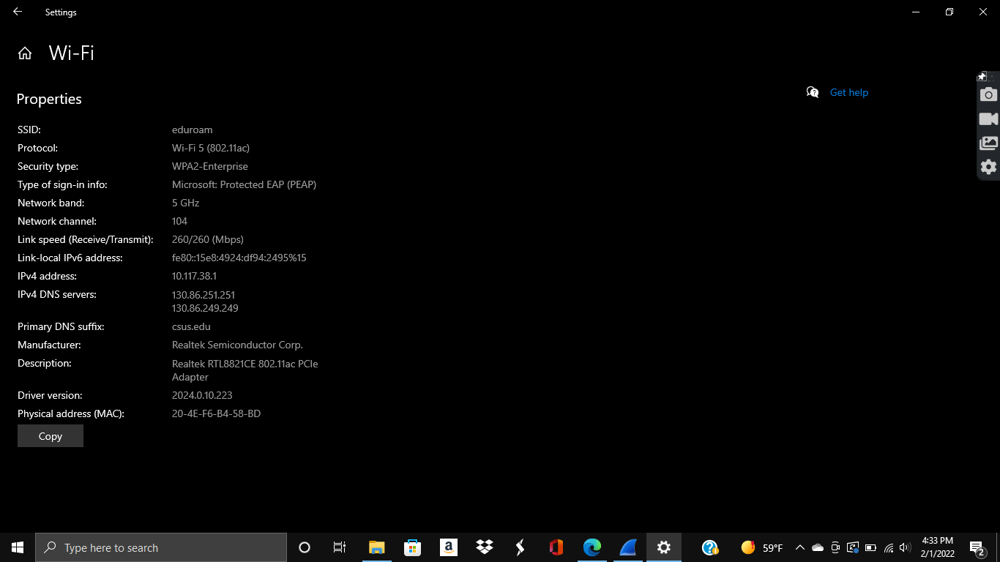 Settings
Wi-Fi
Properties
Get help
SSID: eduroam
Protocol: Wi-Fi 5 (802.11ac)
Security type: WPA2-Enterprise
Type of sign-in info: Microsoft: Protected EAP (PEAP)
Network band: 5 GHz
Network channel: 104
Link speed (Receive/Transmit): 260/260 (Mbps)
Link-local IPv6 address: fe80::15e8:4924:df94:2495%15
IPv4 address: 10.117.38.1
IPv4 DNS servers: 130.86.251.251
130.86.249.249
Primary DNS suffix: csus.edu
Manufacturer: Realtek Semiconductor Corp.
Description: Realtek RTL8821CE 802.11ac PCIe
Adapter
Driver version: 2024.0.10.223
Physical address (MAC): 20-4E-F6-B4-58-BD
Copy
Type here to search
a
59°F
4:33 PM
2/1/2022
2